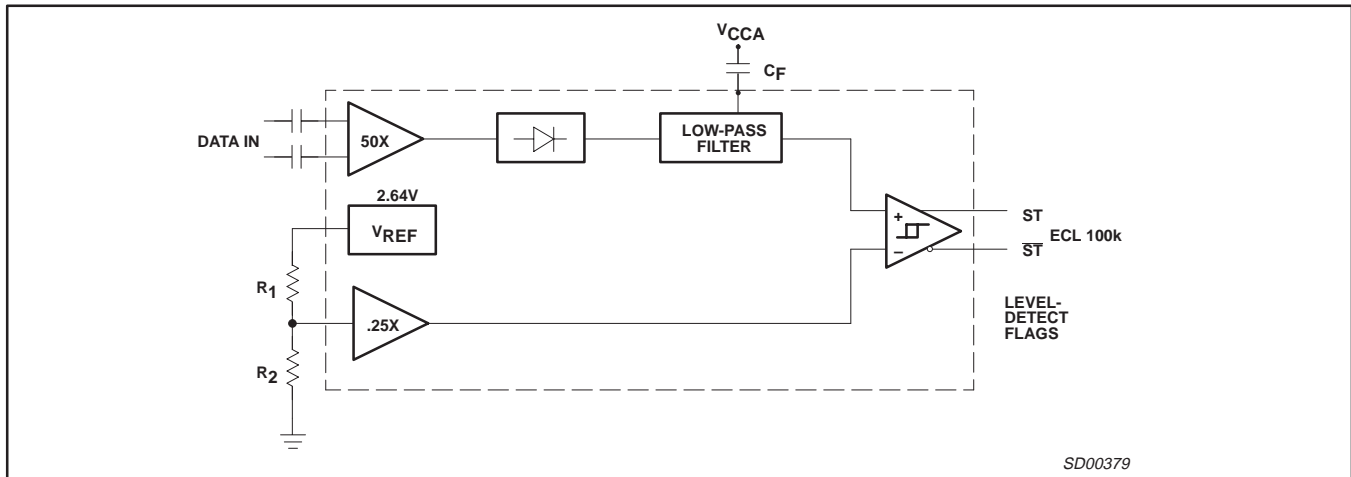 VCCA
CF
DATA IN
50X
LOW-PASS
FILTER
2.64V
VREF
+
–
ST
ST
ECL 100k
R1
.25X
R2
LEVEL-
DETECT
FLAGS
SD00379